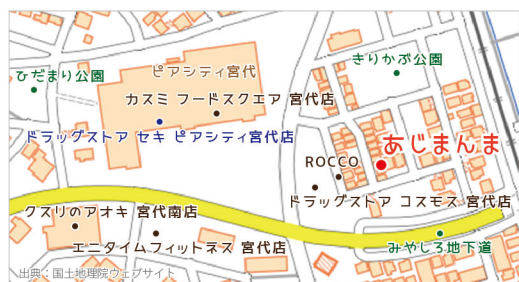 きりかぶ公園
ピアシティ宮代
ひだまり公園
カスミ フードスクエア 宮代店
ドラッグストア セキ ピアシティ宮代店
あじまんま
ROCCO
ドラッグストア コスモス 宮代店
クスリのアオキ 宮代南店
エニタイムフィットネス 宮代店
みやしろ地下道
出典：国土地理院ウェブサイト